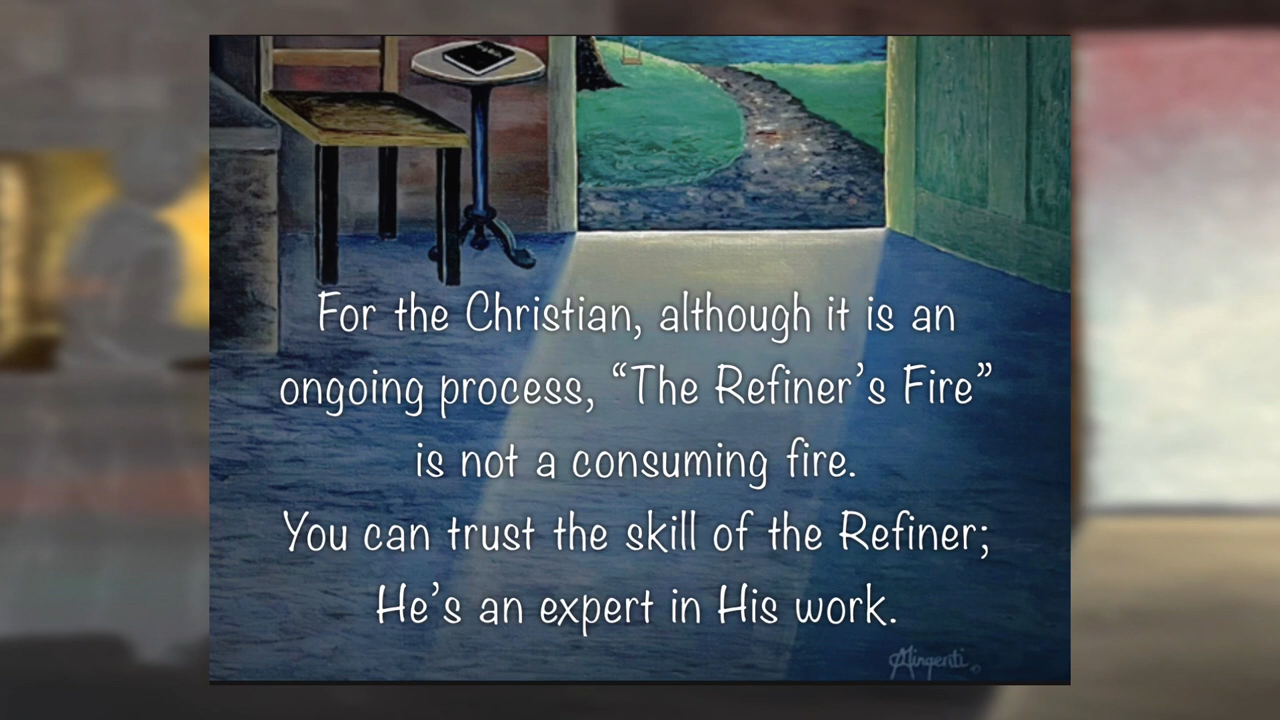 For the Christian, although it is an
ongoing process, “The Refiner’s Fire”
is not a consuming fire.
You can trust the skill of the Refiner;
He’s an expert in His work.